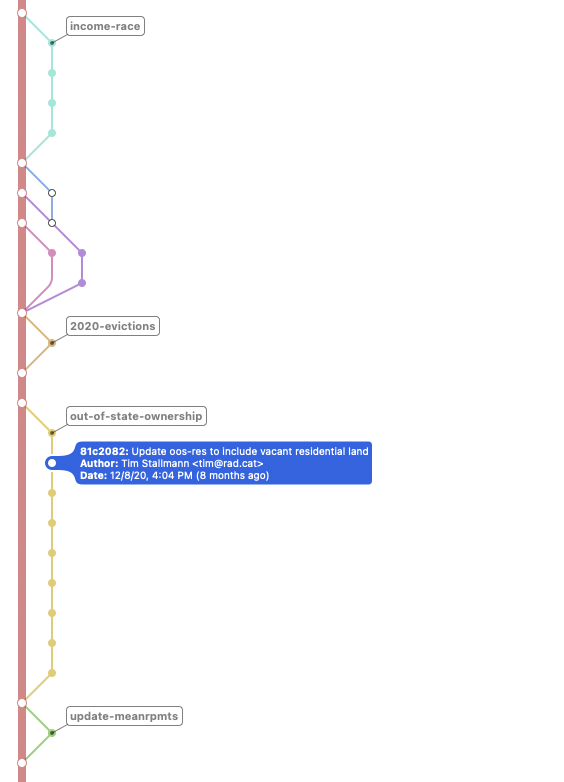 income-race
2020-evictions
out-of-state-ownership
81c2082: Update oos-res to include vacant residential land
Author: Tim Stallmann <tim@rad.cat>
Date: 12/8/20, 4:04 PM (8 months ago)
update-meanrpmts